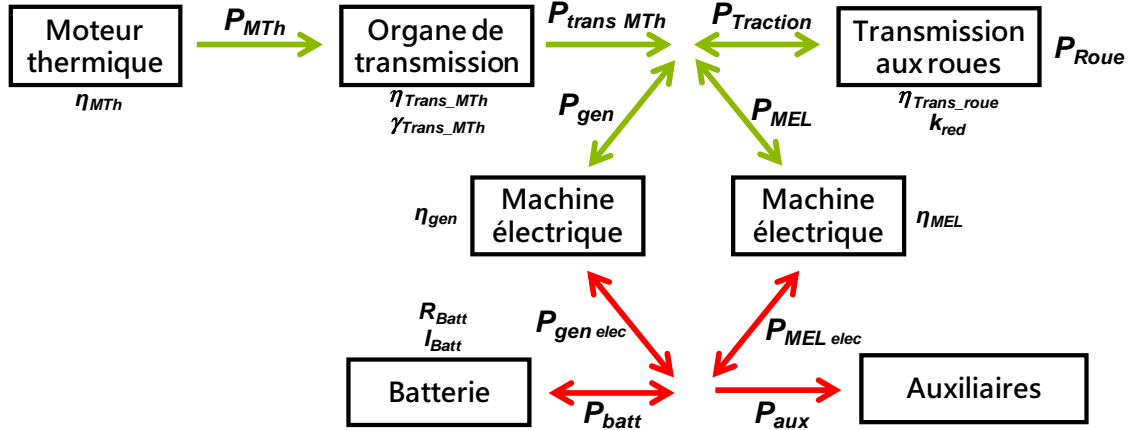 Moteur
thermique
η_MTh
P_MTh
Organe de
transmission
η_Trans_MTh
γ_Trans_MTh
P_trans MTh
P_Traction
Transmission
aux roues
η_Trans_roue
k_red
P_Roue
P_gen
P_MEL
η_gen
Machine
électrique
Machine
électrique
η_MEL
P_gen elec
P_MEL elec
R_Batt
I_Batt
Batterie
P_batt
P_aux
Auxiliaires